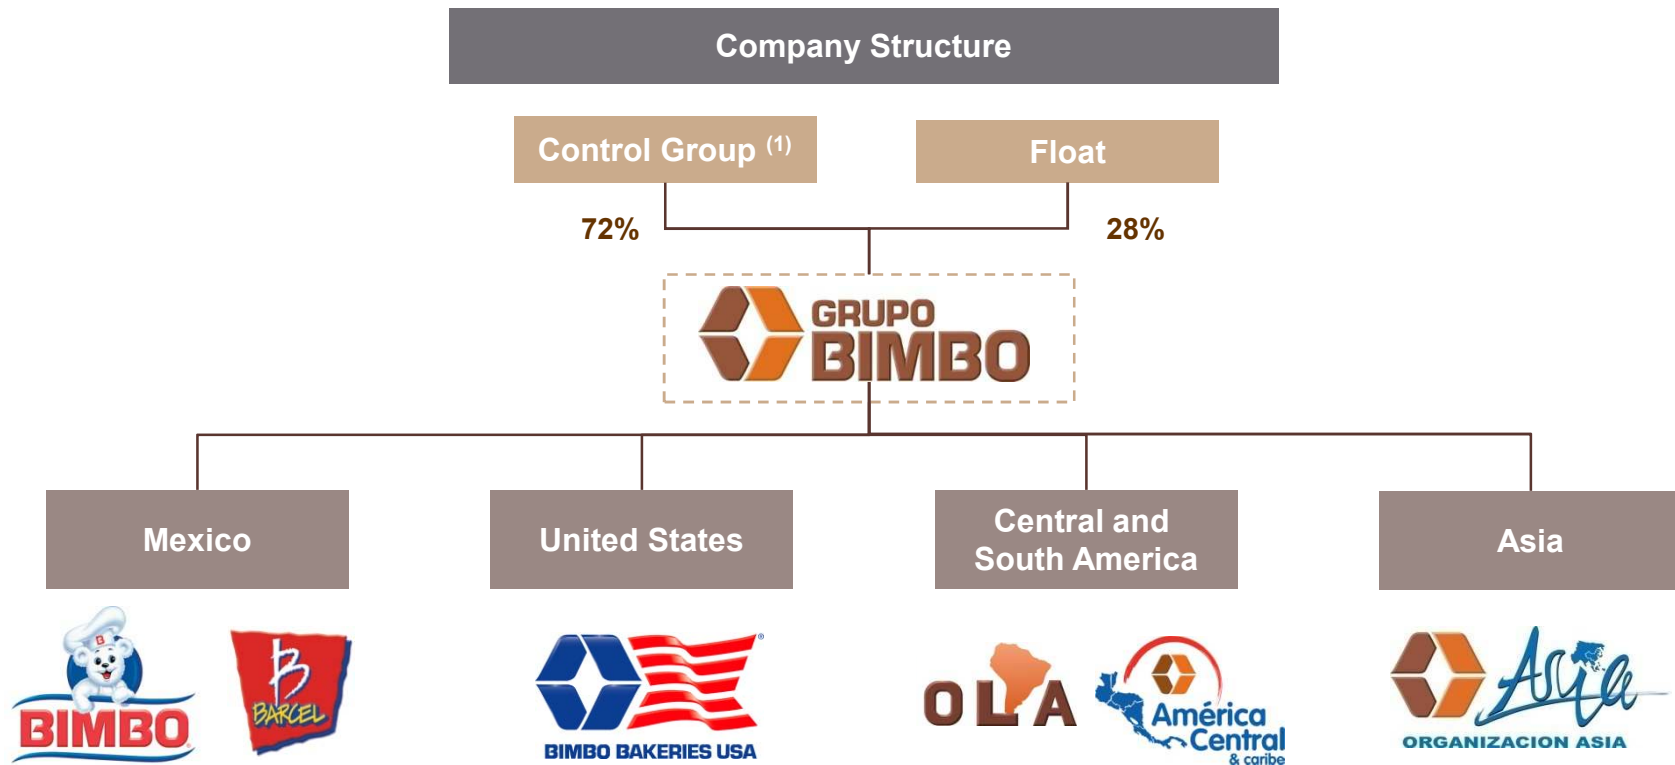 Company Structure
Control Group (1)
Float
72%
28%
GRUPO
BIMBO
Mexico
United States
Central and
South America
Asia
B
BIMBO
B
BARCEL
®
BIMBO BAKERIES USA
OLA
América
Central
& caribe
Asia
ORGANIZACION ASIA